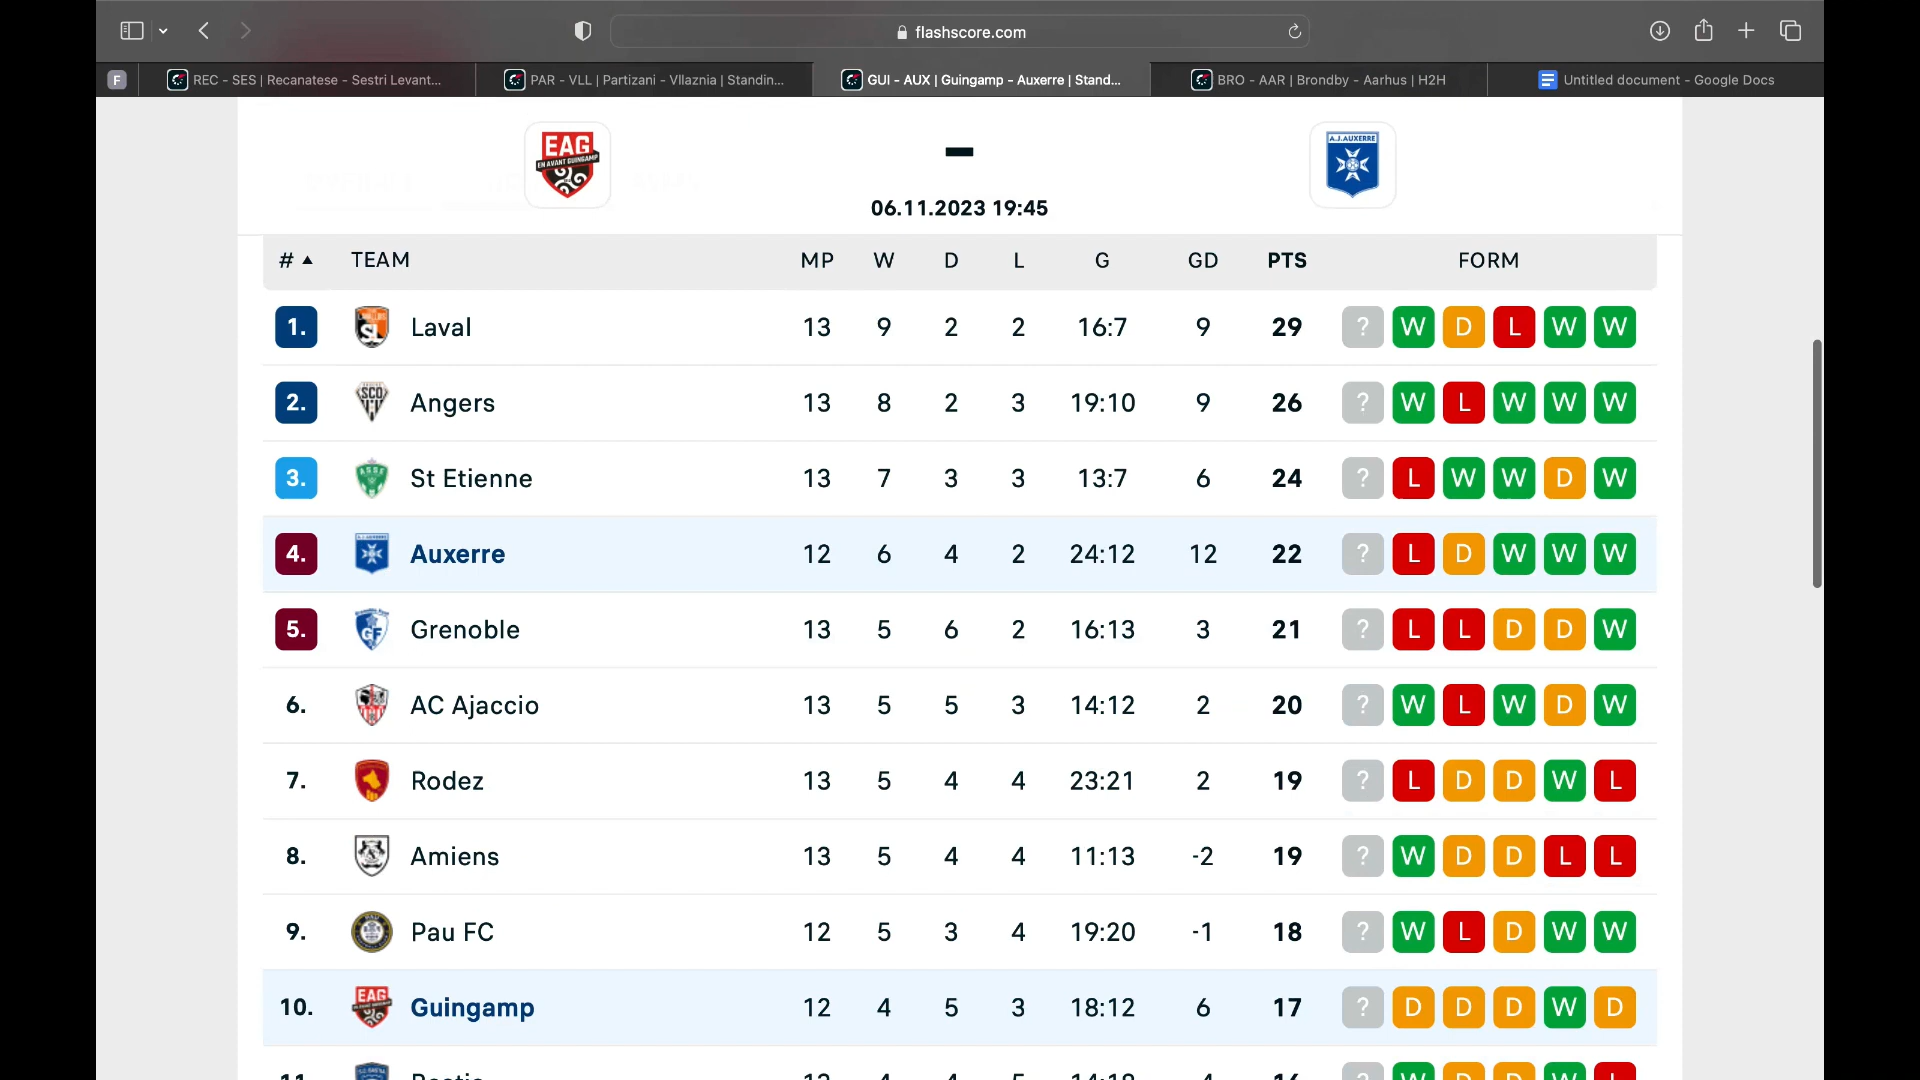 flashscore.com
F REC - SES | Recanatese - Sestri Levant... PAR - VLL | Partizani - Vllaznia | Standin... GUI - AUX | Guingamp - Auxerre | Stand... BRO - AAR | Brondby - Aarhus | H2H Untitled document - Google Docs
EAG
EN AVANT GUINGAMP
-
A.J.AUXERRE
06.11.2023 19:45
# TEAM MP W D L G GD PTS FORM
1. Laval 13 9 2 2 16:7 9 29 ? W D L W W
2. Angers 13 8 2 3 19:10 9 26 ? W L W W W
3. St Etienne 13 7 3 3 13:7 6 24 ? L W W D W
4. Auxerre 12 6 4 2 24:12 12 22 ? L D W W W
5. Grenoble 13 5 6 2 16:13 3 21 ? L L D D W
6. AC Ajaccio 13 5 5 3 14:12 2 20 ? W L W D W
7. Rodez 13 5 4 4 23:21 2 19 ? L D D W L
8. Amiens 13 5 4 4 11:13 -2 19 ? W D D L L
9. Pau FC 12 5 3 4 19:20 -1 18 ? W L D W W
10. Guingamp 12 4 5 3 18:12 6 17 ? D D D W D